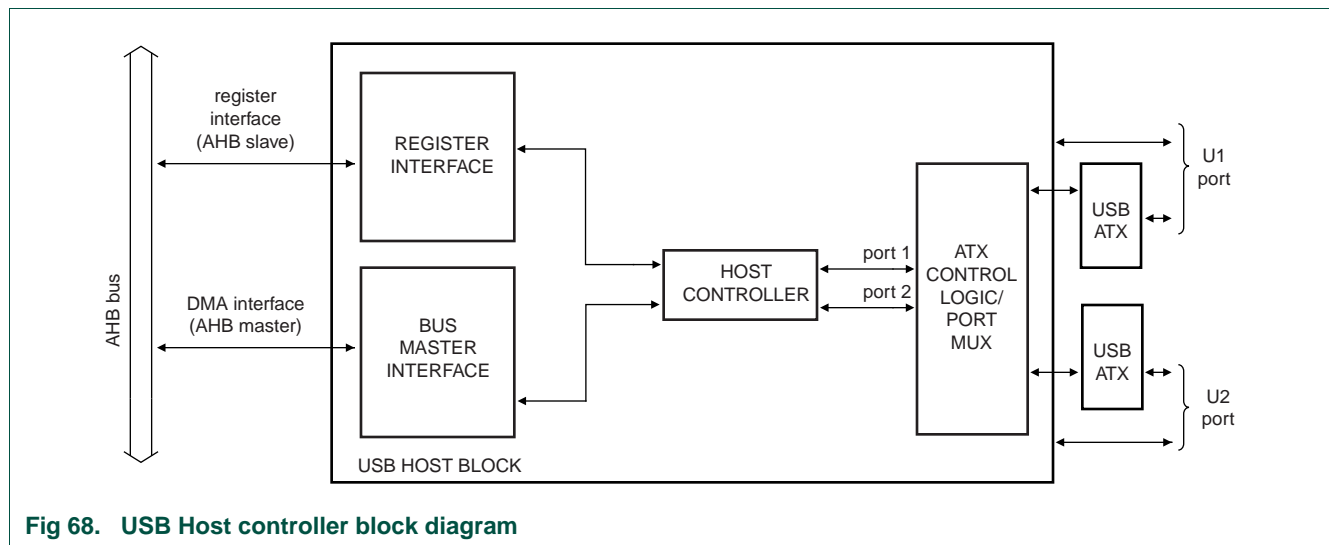 AHB bus
register
interface
(AHB slave)
DMA interface
(AHB master)
REGISTER
INTERFACE
BUS
MASTER
INTERFACE
USB HOST BLOCK
HOST
CONTROLLER
port 1
port 2
ATX
CONTROL
LOGIC/
PORT
MUX
USB
ATX
U1
port
USB
ATX
U2
port
Fig 68. USB Host controller block diagram